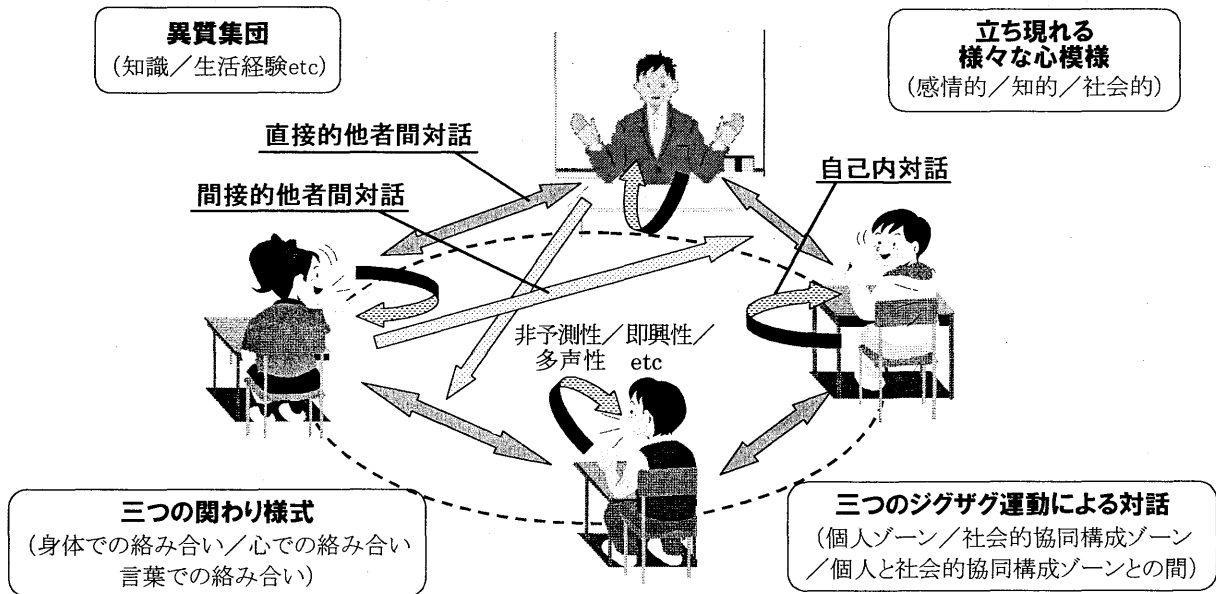 異質集団
(知識／生活経験etc)
立ち現れる
様々な心模様
(感情的／知的／社会的)
直接的他者間対話
間接的他者間対話
自己内対話
非予測性／即興性／
多声性 etc
三つの関わり様式
(身体での絡み合い／心での絡み合い
言葉での絡み合い)
三つのジグザグ運動による対話
(個人ゾーン／社会的協同構成ゾーン
／個人と社会的協同構成ゾーンとの間)